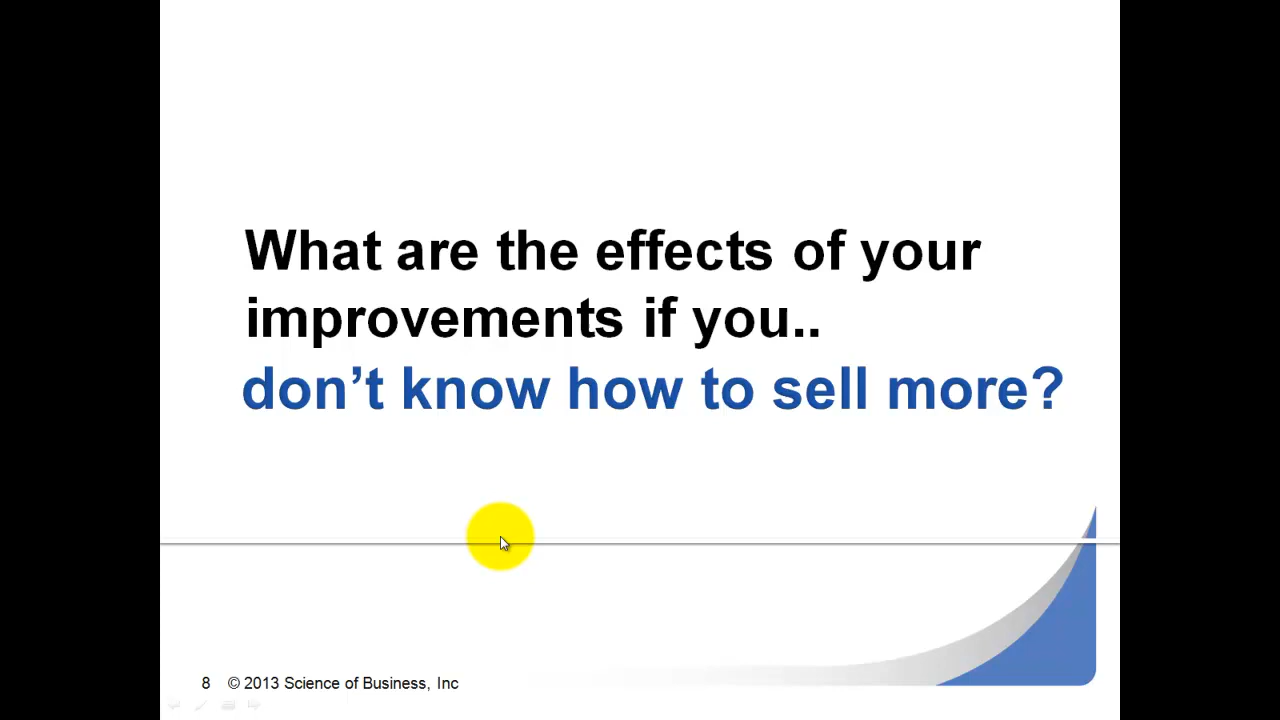 What are the effects of your
improvements if you..
don’t know how to sell more?
8 © 2013 Science of Business, Inc